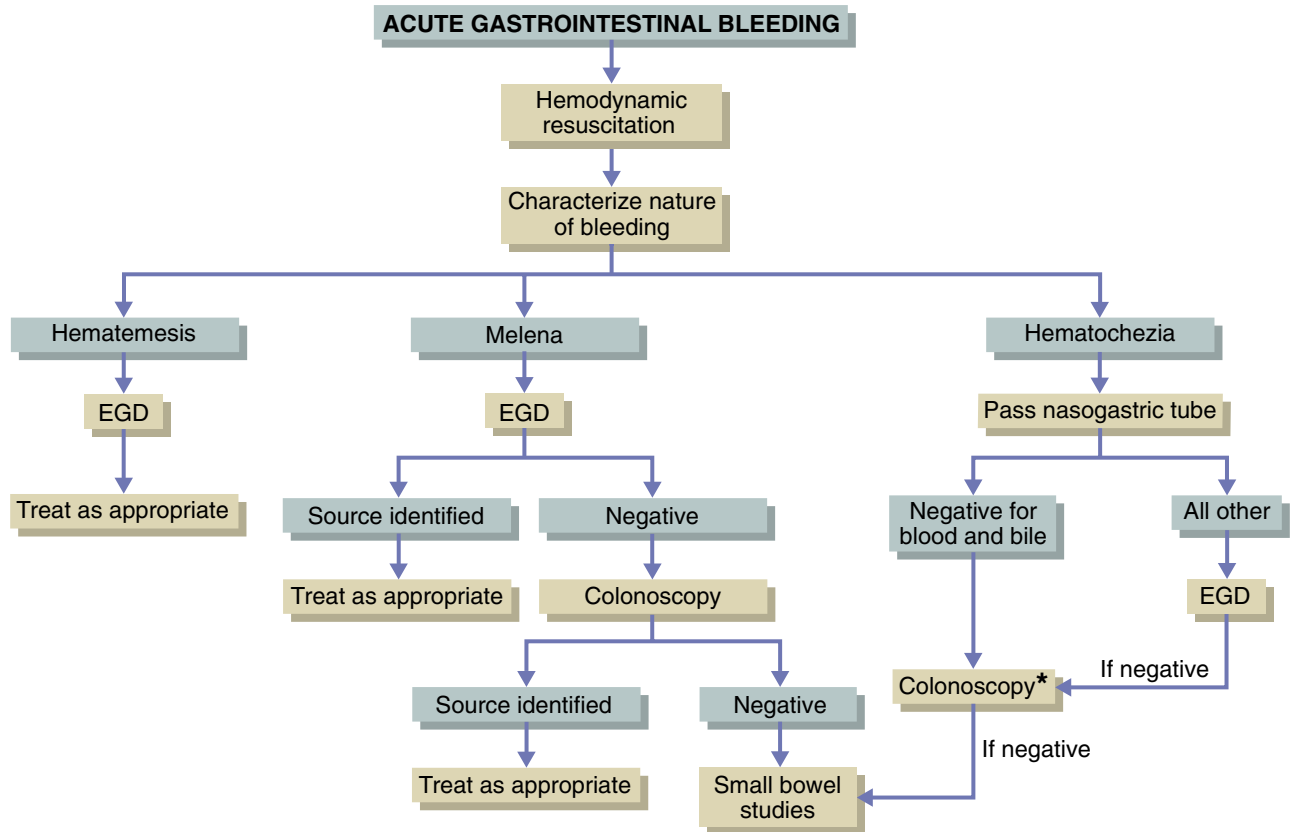 ACUTE GASTROINTESTINAL BLEEDING
Hemodynamic
resuscitation
Characterize nature
of bleeding
Hematemesis
EGD
Treat as appropriate
Melena
EGD
Source identified
Treat as appropriate
Negative
Colonoscopy
Source identified
Treat as appropriate
Negative
Small bowel
studies
Hematochezia
Pass nasogastric tube
Negative for
blood and bile
All other
EGD
If negative
Colonoscopy*
If negative